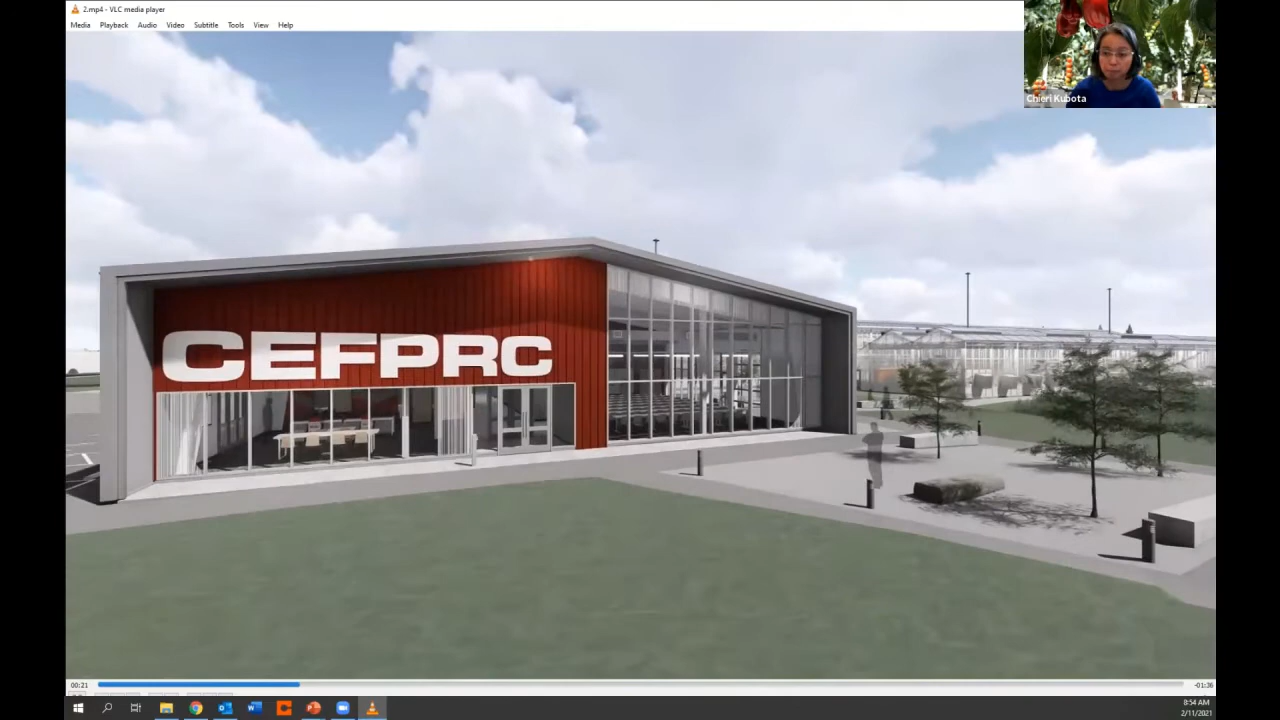 2.mp4 - VLC media player
Media Playback Audio Video Subtitle Tools View Help
Chieri Kubota
CEFPRC
00:21
-01:36
8:54 AM
2/11/2021